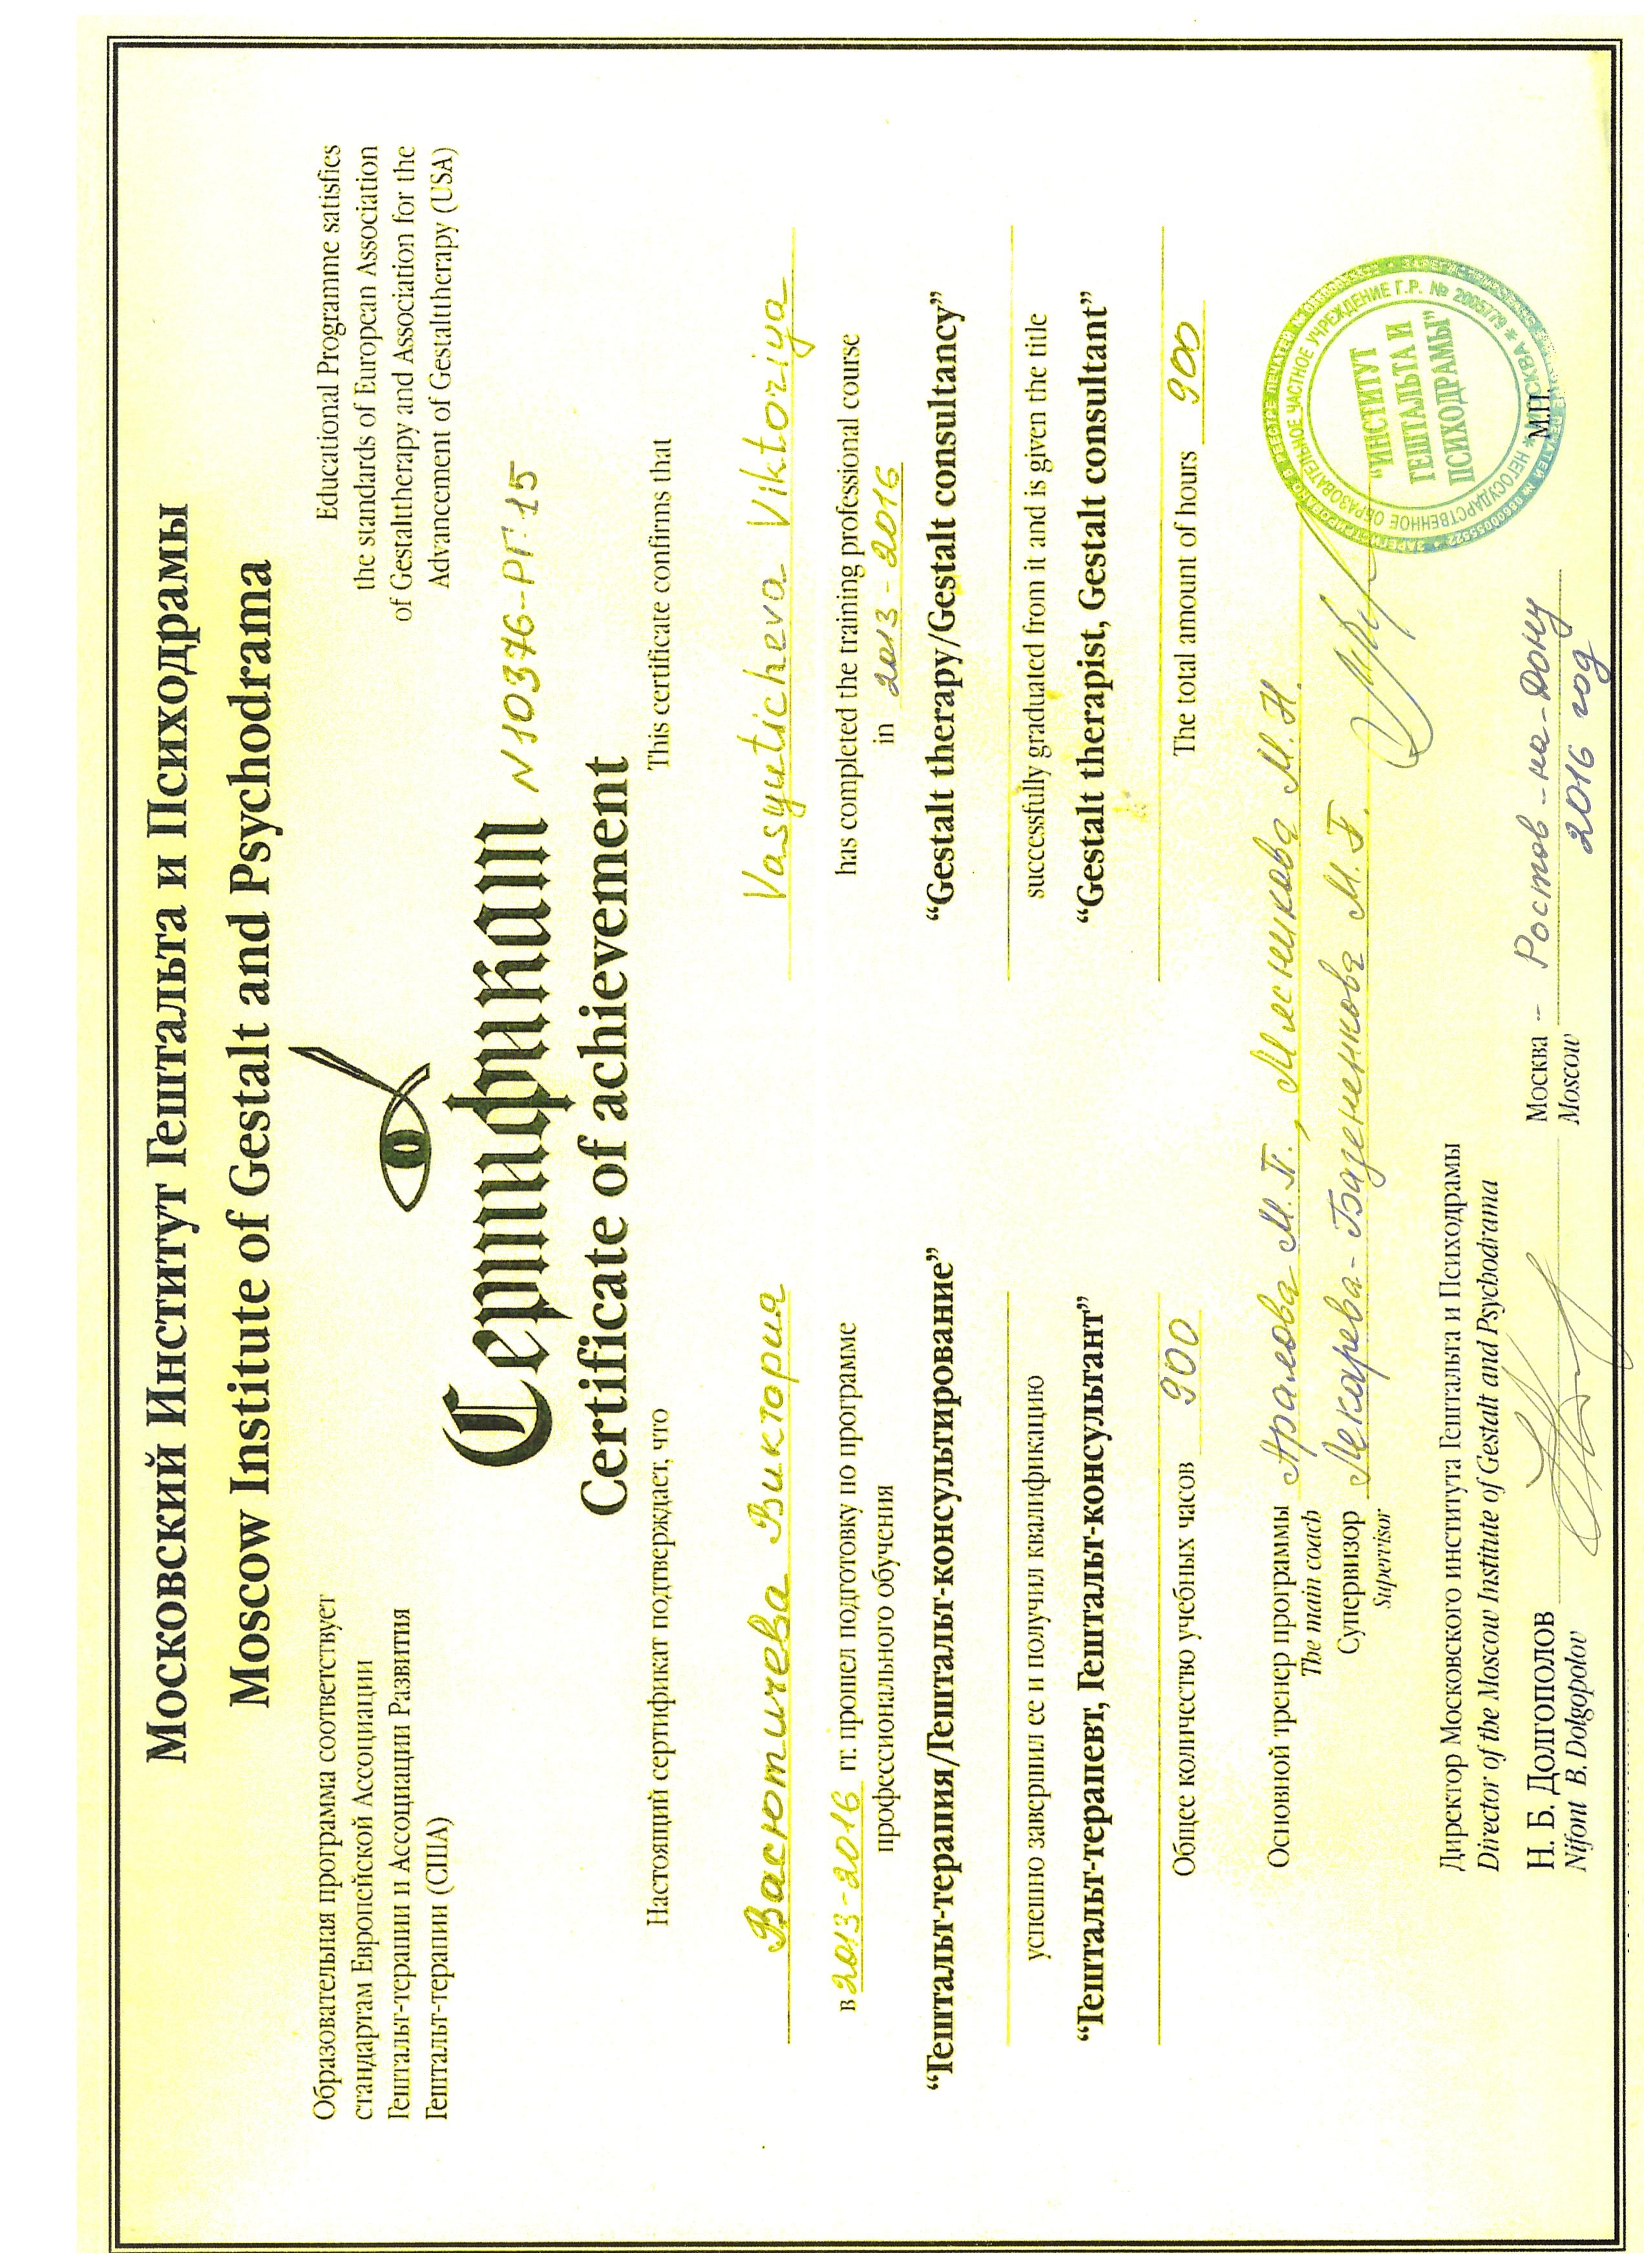 Московский Институт Гештальта и Психодрамы
Moscow Institute of Gestalt and Psychodrama
Образовательная программа соответствует
стандартам Европейской Ассоциации
Гештальт-терапии и Ассоциации Развития
Гештальт-терапии (США)
Educational Programme satisfies
the standards of European Association
of Gestalttherapy and Association for the
Advancement of Gestalttherapy (USA)
Сертификат N10376-РГ-15
Certificate of achievement
Настоящий сертификат подтверждает, что
Васютичева Виктория
в 2013-2016 гг. прошел подготовку по программе
профессионального обучения
“Гештальт-терапия/Гештальт-консультирование”
успешно завершил ее и получил квалификацию
“Гештальт-терапевт, Гештальт-консультант”
Общее количество учебных часов 900
This certificate confirms that
Vasyuticheva Viktoriya
has completed the training professional course
in 2013-2016
“Gestalt therapy/Gestalt consultancy”
successfully graduated from it and is given the title
“Gestalt therapist, Gestalt consultant”
The total amount of hours 900
Основной тренер программы Аралова М.П., Мясникова М.Н.
The main coach
Супервизор Лекарева-Базененкова М.
Supervisor
Директор Московского института Гештальта и Психодрамы
Director of the Moscow Institute of Gestalt and Psychodrama
Н. Б. Долгополов
Nifont B. Dolgopolov
Москва - Ростов-на-Дону
Moscow 2016 год
М.П.
НЕГОСУДАРСТВЕННОЕ ОБРАЗОВАТЕЛЬНОЕ ЧАСТНОЕ УЧРЕЖДЕНИЕ Г.Р. №
* МОСКВА *
“ИНСТИТУТ
ГЕШТАЛЬТА И
ПСИХОДРАМЫ”